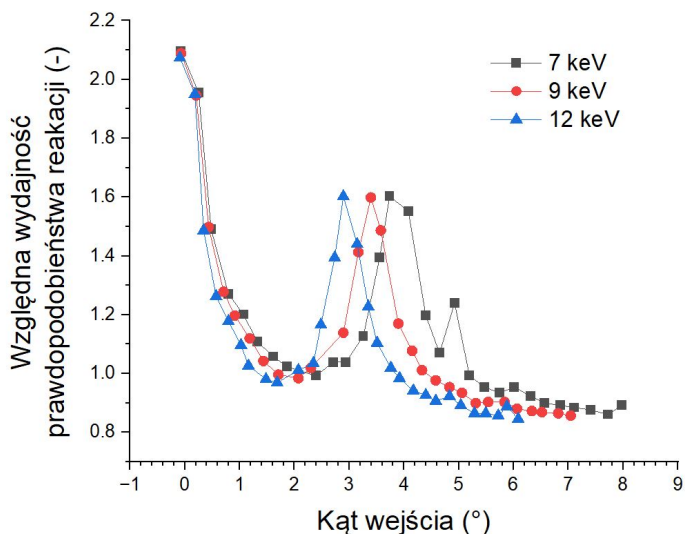 2.2
2.0
1.8
1.6
1.4
1.2
1.0
0.8
Względna wydajność
prawdopodobieństwa reakacji (-)
7 keV
9 keV
12 keV
−1 0 1 2 3 4 5 6 7 8 9
Kąt wejścia (°)